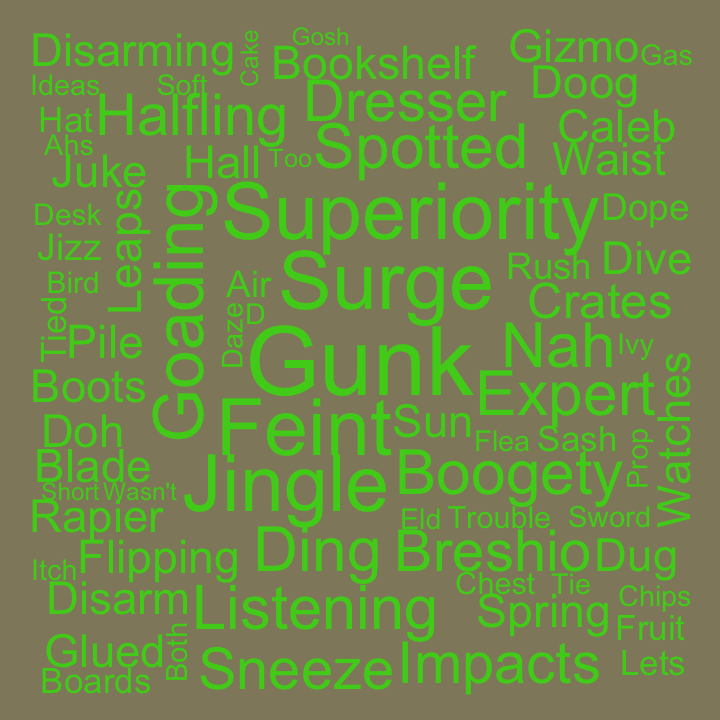 Disarming
Cake
Gosh
Bookshelf
Gizmo
Gas
Ideas
Soft
Halfling
Dresser
Doog
Hat
Caleb
Ahs
Juke
Hall
Too
Spotted
Waist
Leaps
Goading
Superiority
Dope
Desk
Jizz
Bird
Air
Surge
Rush
Dive
Tied
Pile
Daze
D
Crates
Gunk
Nah
Ivy
Boots
Expert
Watches
Doh
Feint
Sun
Flea
Sash
Prop
Blade
Short
Wasn't
Jingle
Boogety
Rapier
Eld
Trouble
Sword
Itch
Flipping
Ding
Breshio
Dug
Disarm
Listening
Chest
Tie
Chips
Spring
Fruit
Glued
Both
Boards
Sneeze
Impacts
Lets